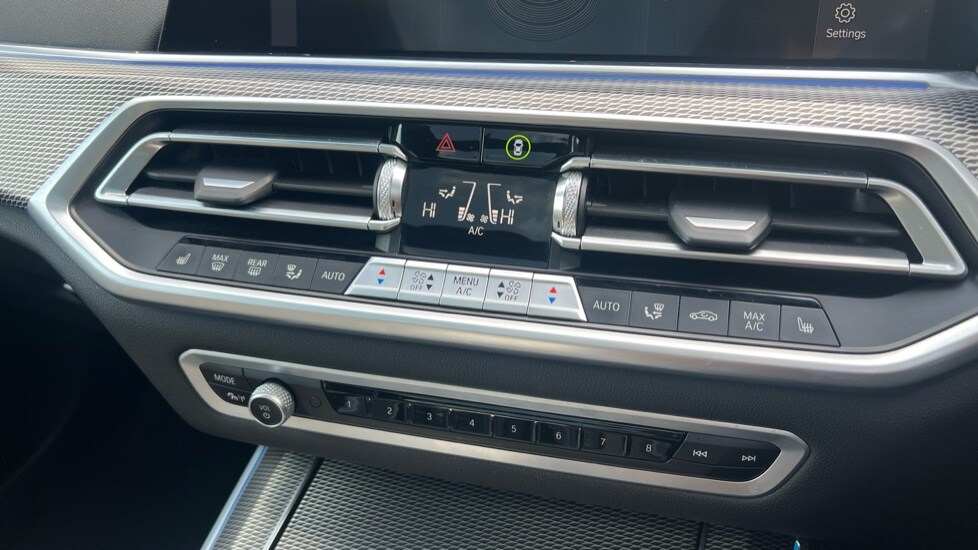 Settings
HI HI
A/C
MAX
REAR
AUTO
OFF
MENU
A/C
OFF
AUTO
MAX
A/C
MODE
VOL
1 2 3 4 5 6 7 8